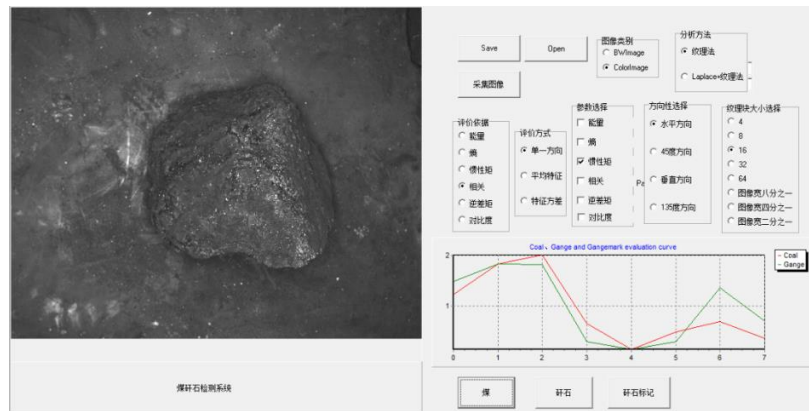 Save
Open
采集图像
图像类别
BWImage
ColorImage
分析方法
纹理法
Laplace+纹理法
评价依据
能量
熵
惯性矩
相关
逆差矩
对比度
评价方式
单一方向
平均特征
特征方差
参数选择
能量
熵
惯性矩
相关
逆差矩
对比度
Pa
方向性选择
水平方向
45度方向
垂直方向
135度方向
纹理块大小选择
4
8
16
32
64
图像宽八分之一
图像宽四分之一
图像宽二分之一
Coal、Gange and Gangemark evaluation curve
2
1
0 1 2 3 4 5 6 7
Coal
Gange
煤矸石检测系统
煤
矸石
矸石标记